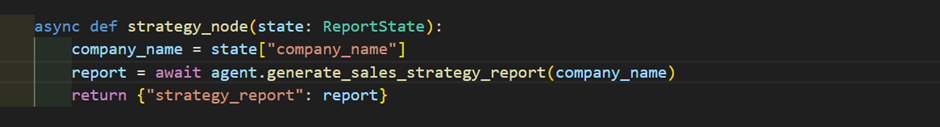 async def strategy_node(state: ReportState):
    company_name = state["company_name"]
    report = await agent.generate_sales_strategy_report(company_name)
    return {"strategy_report": report}